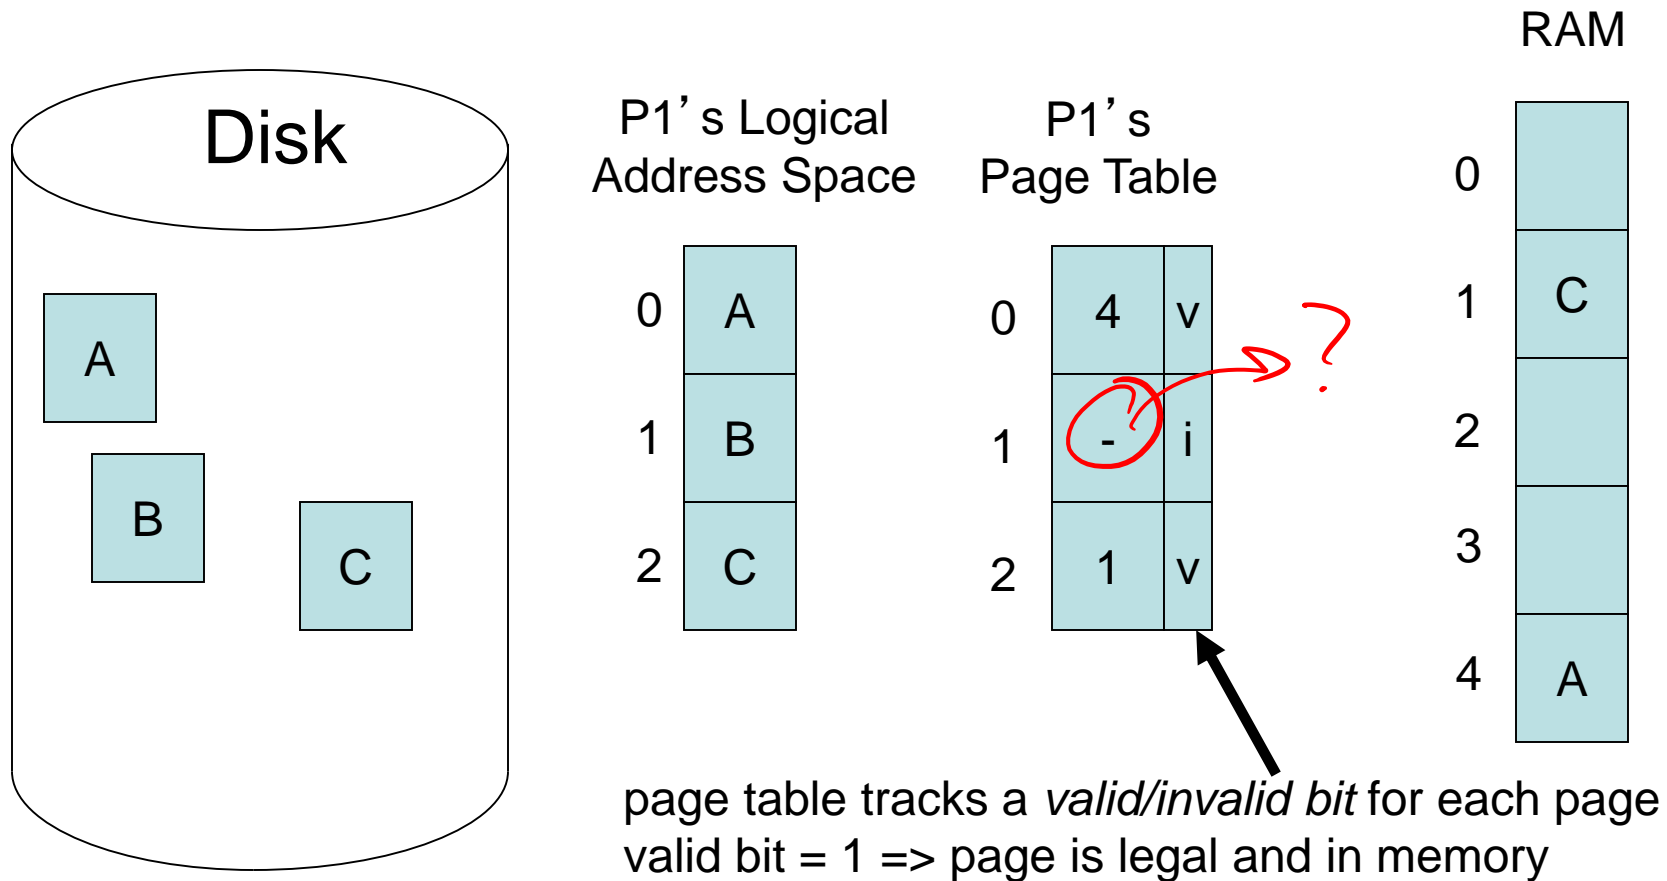 RAM
Disk
P1's Logical
Address Space
P1's
Page Table
A
B
C
0 A
1 B
2 C
0 4 v
1 - i
2 1 v
?
0
1 C
2
3
4 A
page table tracks a valid/invalid bit for each page
valid bit = 1 => page is legal and in memory